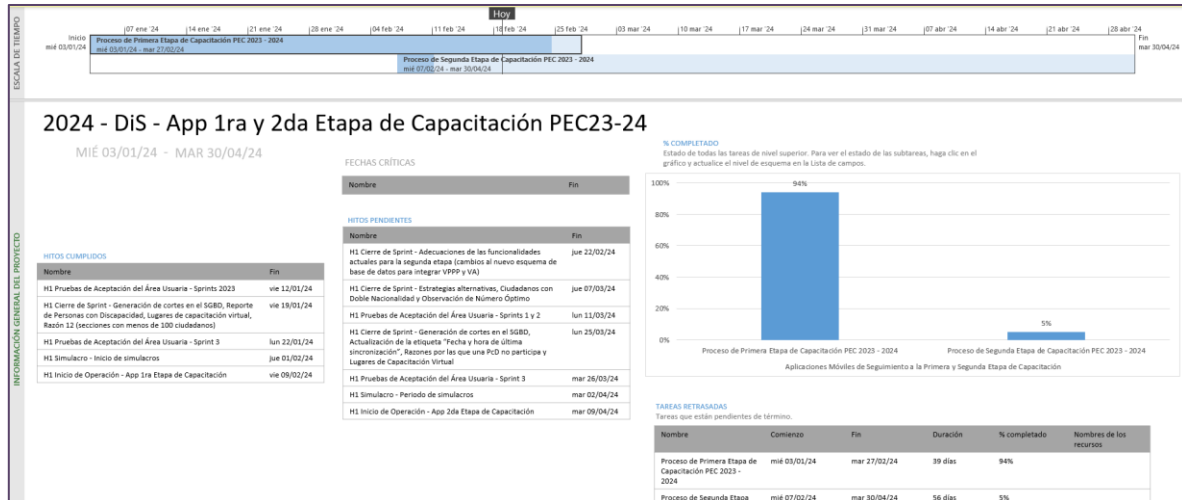 ESCALA DE TIEMPO
Hoy
07 ene '24
14 ene '24
21 ene '24
28 ene '24
04 feb '24
11 feb '24
18 feb '24
25 feb '24
03 mar '24
10 mar '24
17 mar '24
24 mar '24
31 mar '24
07 abr '24
14 abr '24
21 abr '24
28 abr '24
Inicio
mié 03/01/24
Proceso de Primera Etapa de Capacitación PEC 2023 - 2024
mié 03/01/24 - mar 27/02/24
Proceso de Segunda Etapa de Capacitación PEC 2023 - 2024
mié 07/02/24 - mar 30/04/24
Fin
mar 30/04/24
INFORMACIÓN GENERAL DEL PROYECTO
2024 - DiS - App 1ra y 2da Etapa de Capacitación PEC23-24
MIÉ 03/01/24 - MAR 30/04/24
HITOS CUMPLIDOS
Nombre Fin
H1 Pruebas de Aceptación del Área Usuaria - Sprints 2023 vie 12/01/24
H1 Cierre de Sprint - Generación de cortes en el SGBD, Reporte vie 19/01/24
de Personas con Discapacidad, Lugares de capacitación virtual,
Razón 12 (secciones con menos de 100 ciudadanos)
H1 Pruebas de Aceptación del Área Usuaria - Sprint 3 lun 22/01/24
H1 Simulacro - Inicio de simulacros jue 01/02/24
H1 Inicio de Operación - App 1ra Etapa de Capacitación vie 09/02/24
FECHAS CRÍTICAS
Nombre Fin
HITOS PENDIENTES
Nombre Fin
H1 Cierre de Sprint - Adecuaciones de las funcionalidades jue 22/02/24
actuales para la segunda etapa (cambios al nuevo esquema de
base de datos para integrar VPPP y VA)
H1 Cierre de Sprint - Estrategias alternativas, Ciudadanos con jue 07/03/24
Doble Nacionalidad y Observación de Número Óptimo
H1 Pruebas de Aceptación del Área Usuaria - Sprints 1 y 2 lun 11/03/24
H1 Cierre de Sprint - Generación de cortes en el SGBD, lun 25/03/24
Actualización de la etiqueta "Fecha y hora de última
sincronización", Razones por las que una PcD no participa y
Lugares de Capacitación Virtual
H1 Pruebas de Aceptación del Área Usuaria - Sprint 3 mar 26/03/24
H1 Simulacro - Periodo de simulacros mar 02/04/24
H1 Inicio de Operación - App 2da Etapa de Capacitación mar 09/04/24
% COMPLETADO
Estado de todas las tareas de nivel superior. Para ver el estado de las subtareas, haga clic en el
gráfico y actualice el nivel de esquema en la Lista de campos.
100%
80%
60%
40%
20%
0%
94%
5%
Proceso de Primera Etapa de Capacitación PEC 2023 - 2024
Proceso de Segunda Etapa de Capacitación PEC 2023 - 2024
Aplicaciones Móviles de Seguimiento a la Primera y Segunda Etapa de Capacitación
TAREAS RETRASADAS
Tareas que están pendientes de término.
Nombre Comienzo Fin Duración % completado Nombres de los
recursos
Proceso de Primera Etapa de mié 03/01/24 mar 27/02/24 39 días 94%
Capacitación PEC 2023 -
2024
Proceso de Segunda Etapa mié 07/02/24 mar 30/04/24 56 días 5%